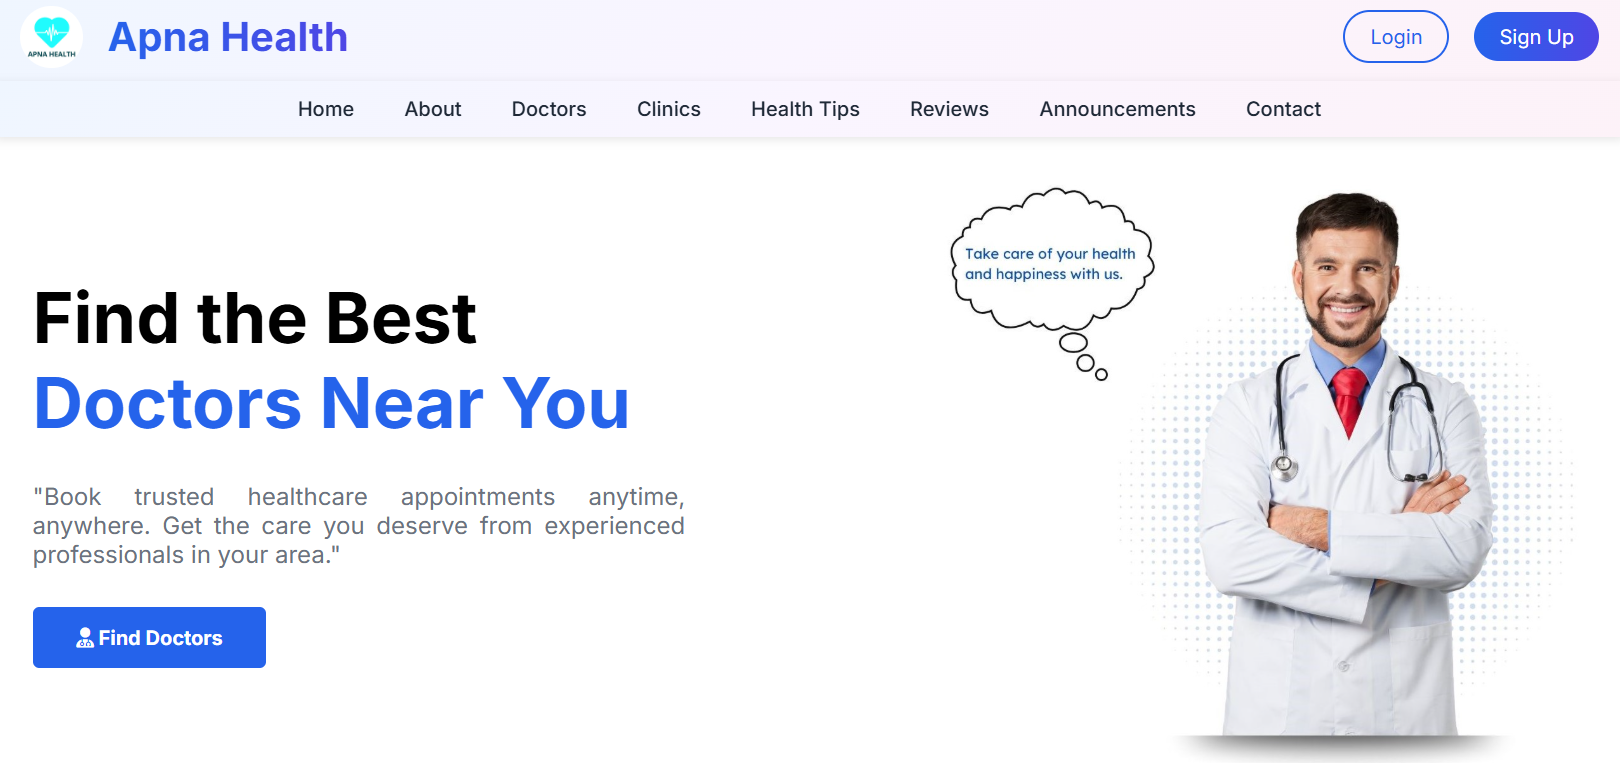 APNA HEALTH
Apna Health
Login
Sign Up
Home
About
Doctors
Clinics
Health Tips
Reviews
Announcements
Contact
Take care of your health
and happiness with us.
Find the Best
Doctors Near You
"Book trusted healthcare appointments anytime,
anywhere. Get the care you deserve from experienced
professionals in your area."
Find Doctors